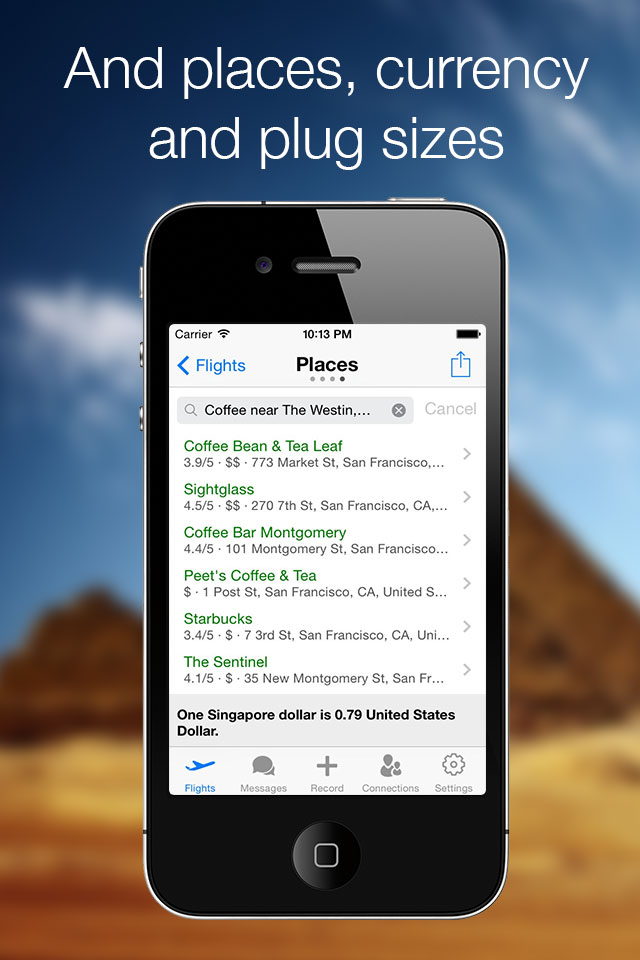 And places, currency
and plug sizes
Carrier 10:13 PM
Flights Places
Coffee near The Westin,... Cancel
Coffee Bean & Tea Leaf
3.9/5 · $$ · 773 Market St, San Francisco,...
Sightglass
4.5/5 · $$ · 270 7th St, San Francisco, CA,...
Coffee Bar Montgomery
4.4/5 · 101 Montgomery St, San Francisco...
Peet's Coffee & Tea
$ · 1 Post St, San Francisco, CA, United S...
Starbucks
3.4/5 · $ · 7 3rd St, San Francisco, CA, Uni...
The Sentinel
4.1/5 · $ · 35 New Montgomery St, San Fr...
One Singapore dollar is 0.79 United States
Dollar.
Flights Messages Record Connections Settings